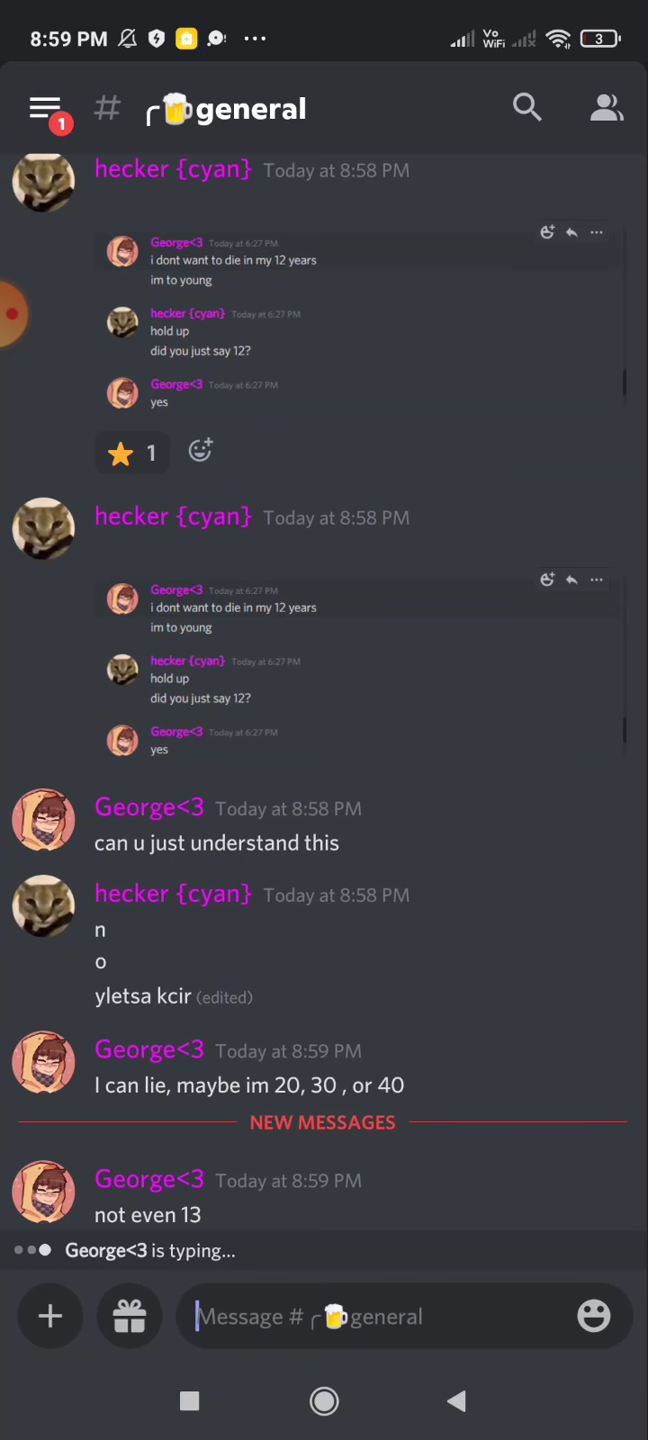 8:59 PM
Vo WiFi
3
1
# ╭🍺general
hecker {cyan} Today at 8:58 PM
George<3 Today at 6:27 PM
i dont want to die in my 12 years
im to young
hecker {cyan} Today at 6:27 PM
hold up
did you just say 12?
George<3 Today at 6:27 PM
yes
⭐ 1
hecker {cyan} Today at 8:58 PM
George<3 Today at 6:27 PM
i dont want to die in my 12 years
im to young
hecker {cyan} Today at 6:27 PM
hold up
did you just say 12?
George<3 Today at 6:27 PM
yes
George<3 Today at 8:58 PM
can u just understand this
hecker {cyan} Today at 8:58 PM
n
o
yletsa kcir (edited)
George<3 Today at 8:59 PM
I can lie, maybe im 20, 30 , or 40
NEW MESSAGES
George<3 Today at 8:59 PM
not even 13
George<3 is typing...
Message # ╭🍺general